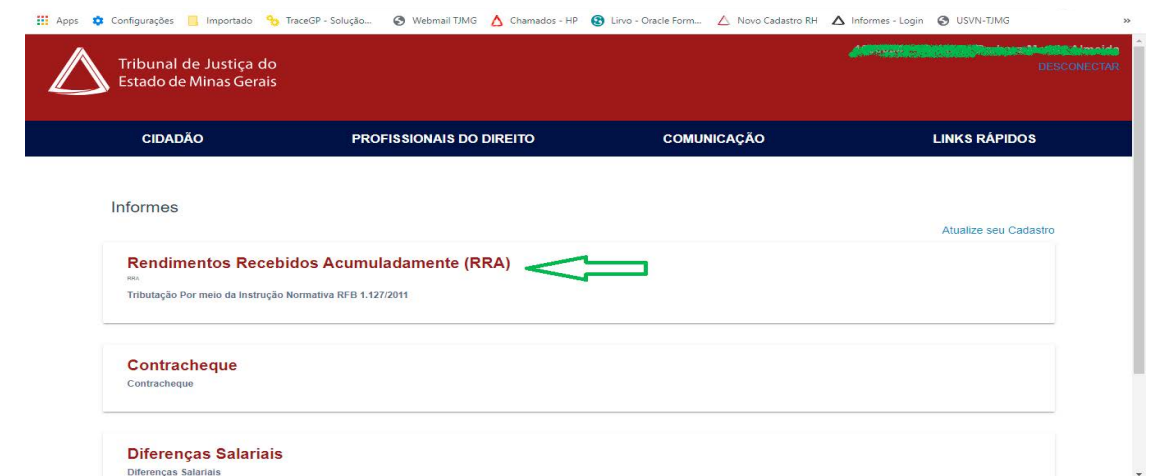 Apps Configurações Importado TraceGP - Solução... Webmail TJMG Chamados - HP Lirvo - Oracle Form... Novo Cadastro RH Informes - Login USVN-TJMG »
Tribunal de Justiça do
Estado de Minas Gerais
DESCONECTAR
CIDADÃO PROFISSIONAIS DO DIREITO COMUNICAÇÃO LINKS RÁPIDOS
Informes
Atualize seu Cadastro
Rendimentos Recebidos Acumuladamente (RRA)
RRA
Tributação Por meio da Instrução Normativa RFB 1.127/2011
Contracheque
Contracheque
Diferenças Salariais
Diferenças Salariais